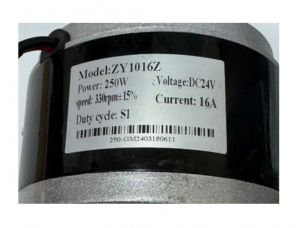 Model:ZY1016Z
Power: 250W Voltage:DC24V
speed: 330rpm±15%
Current: 16A
Duty cycle: S1
250-GM2403180611